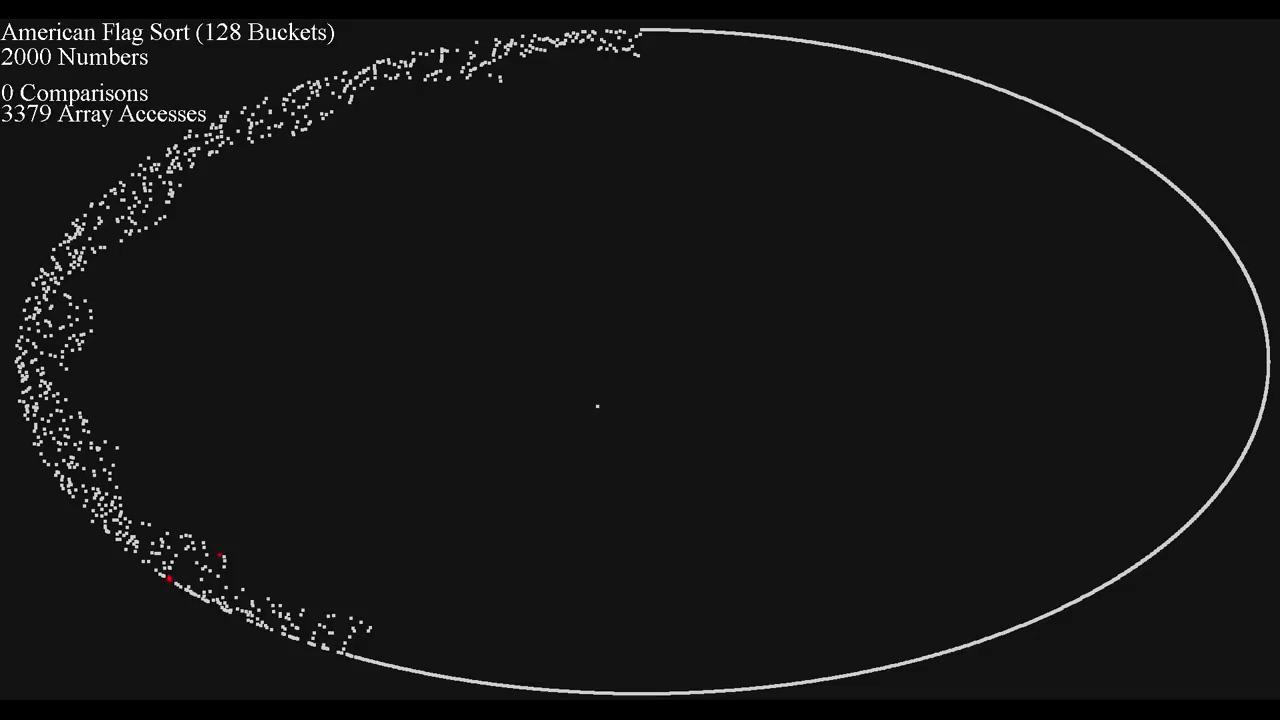 American Flag Sort (128 Buckets)
2000 Numbers
0 Comparisons
3379 Array Accesses